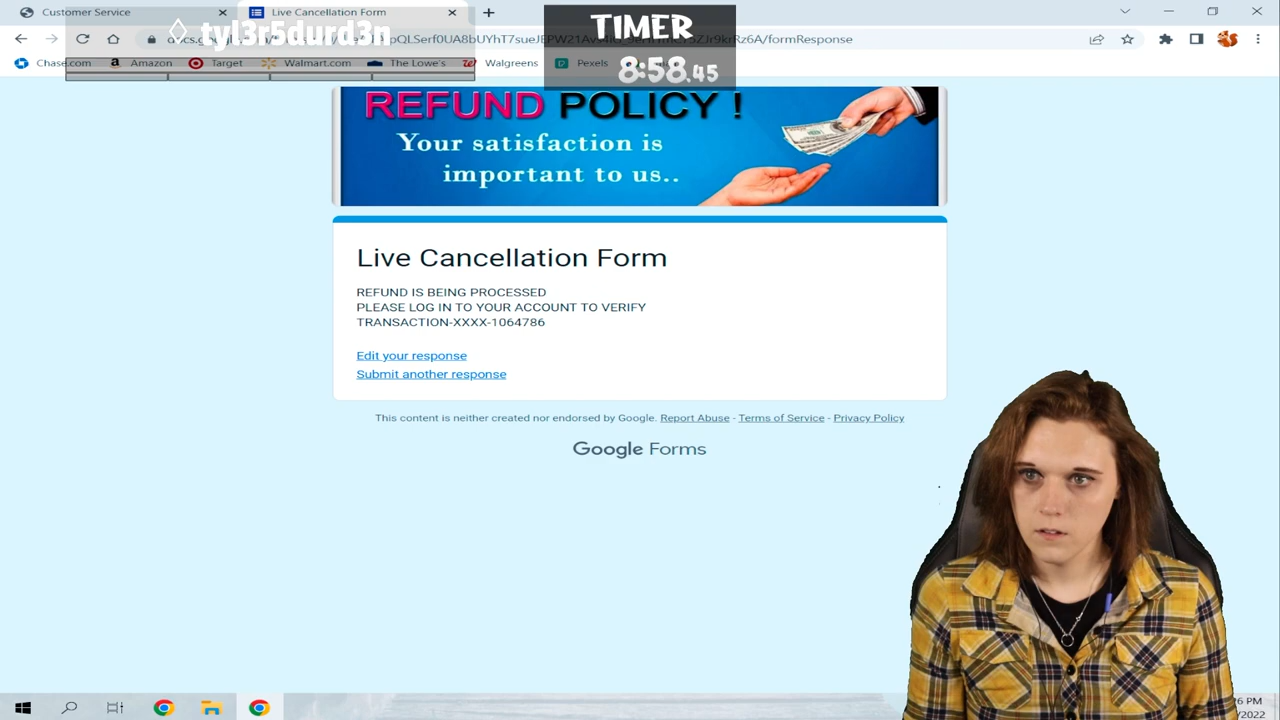 Customer Service
Live Cancellation Form
tyl3r5durd3n
TIMER
8:58.45
Chase.com
Amazon
Target
Walmart.com
The Lowe's
Walgreens
Pexels
REFUND POLICY !
Your satisfaction is
important to us..
Live Cancellation Form
REFUND IS BEING PROCESSED
PLEASE LOG IN TO YOUR ACCOUNT TO VERIFY
TRANSACTION-XXXX-1064786
Edit your response
Submit another response
This content is neither created nor endorsed by Google. Report Abuse - Terms of Service - Privacy Policy
Google Forms
6 PM
/2022